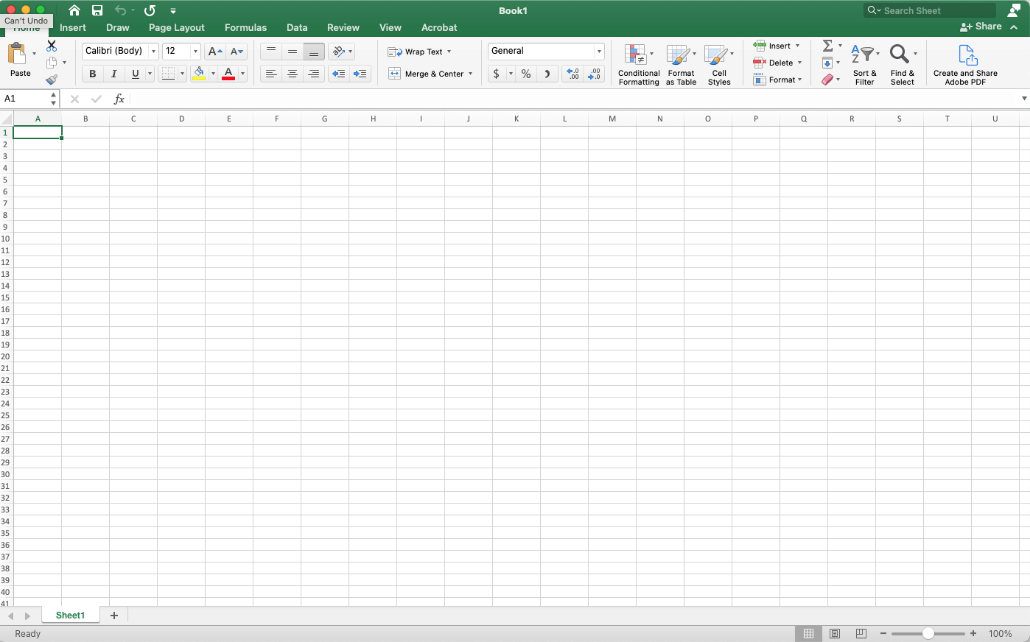 Book1
Search Sheet
Can't Undo
Home Insert Draw Page Layout Formulas Data Review View Acrobat Share
Paste
Calibri (Body) 12 A A
B I U A
Wrap Text
Merge & Center
General
$ % )
Conditional Formatting
Format as Table
Cell Styles
Insert
Delete
Format
Sort & Filter
Find & Select
Create and Share Adobe PDF
A1 fx
A B C D E F G H I J K L M N O P Q R S T U
1
2
3
4
5
6
7
8
9
10
11
12
13
14
15
16
17
18
19
20
21
22
23
24
25
26
27
28
29
30
31
32
33
34
35
36
37
38
39
40
41
Sheet1 +
Ready
100%